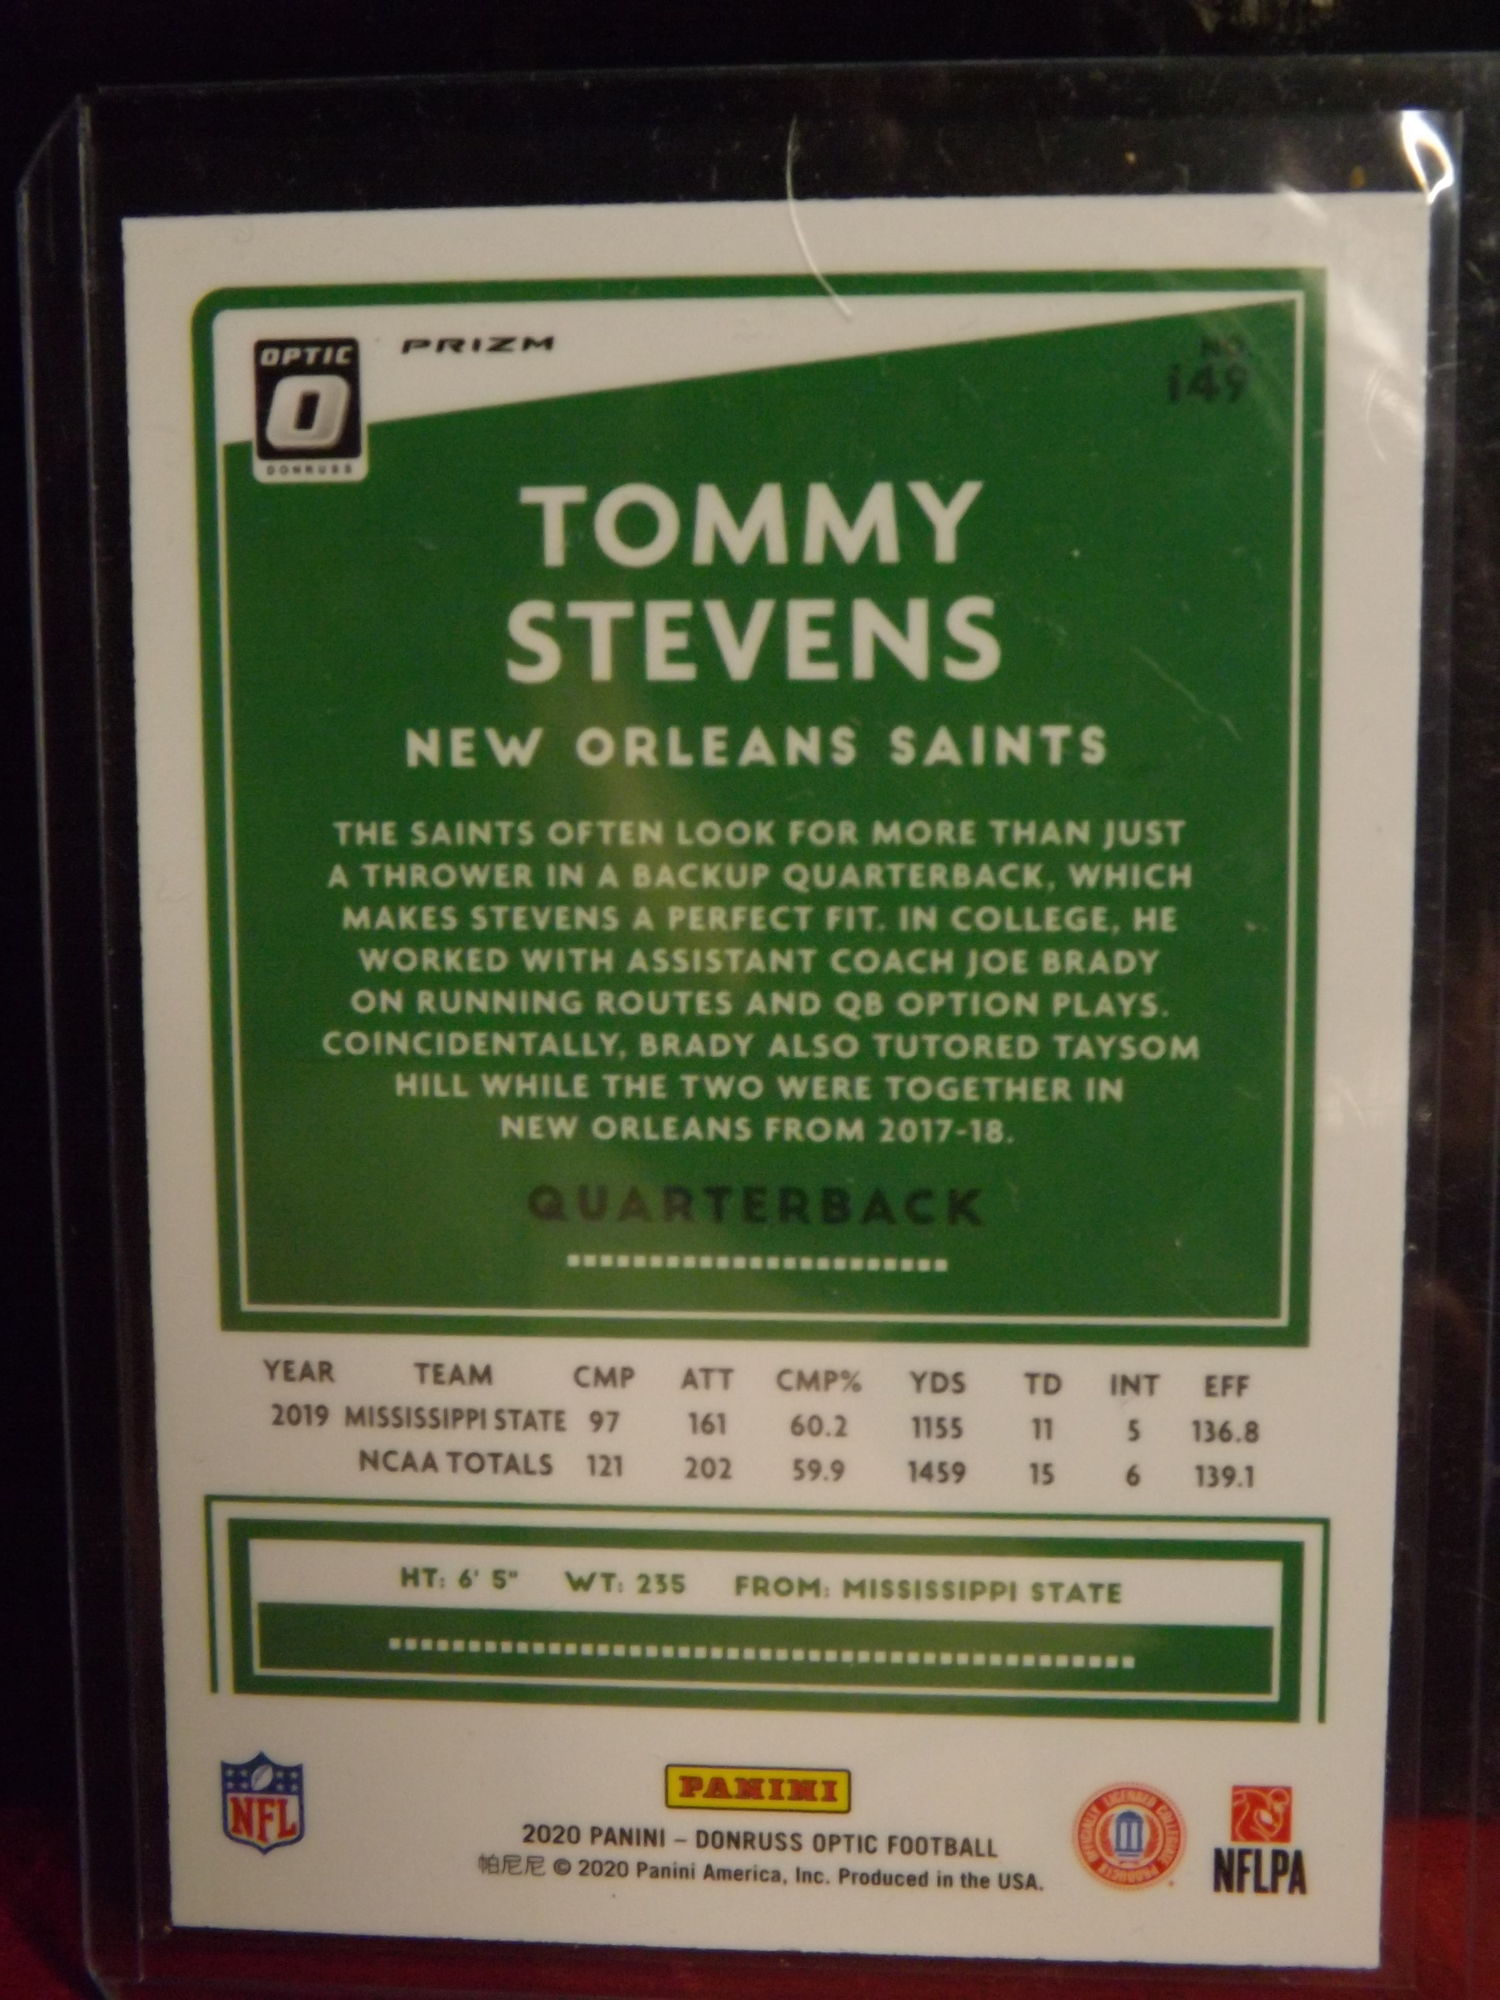 OPTIC
DONRUSS
PRIZM
NO.
i49
TOMMY
STEVENS
NEW ORLEANS SAINTS
THE SAINTS OFTEN LOOK FOR MORE THAN JUST
A THROWER IN A BACKUP QUARTERBACK, WHICH
MAKES STEVENS A PERFECT FIT. IN COLLEGE, HE
WORKED WITH ASSISTANT COACH JOE BRADY
ON RUNNING ROUTES AND QB OPTION PLAYS.
COINCIDENTALLY, BRADY ALSO TUTORED TAYSOM
HILL WHILE THE TWO WERE TOGETHER IN
NEW ORLEANS FROM 2017-18.
QUARTERBACK
YEAR TEAM CMP ATT CMP% YDS TD INT EFF
2019 MISSISSIPPI STATE 97 161 60.2 1155 11 5 136.8
NCAA TOTALS 121 202 59.9 1459 15 6 139.1
HT: 6' 5" WT: 235 FROM: MISSISSIPPI STATE
NFL
PANINI
2020 PANINI – DONRUSS OPTIC FOOTBALL
帕尼尼 © 2020 Panini America, Inc. Produced in the USA.
OFFICIALLY LICENSED COLLEGIATE PRODUCTS
NFLPA